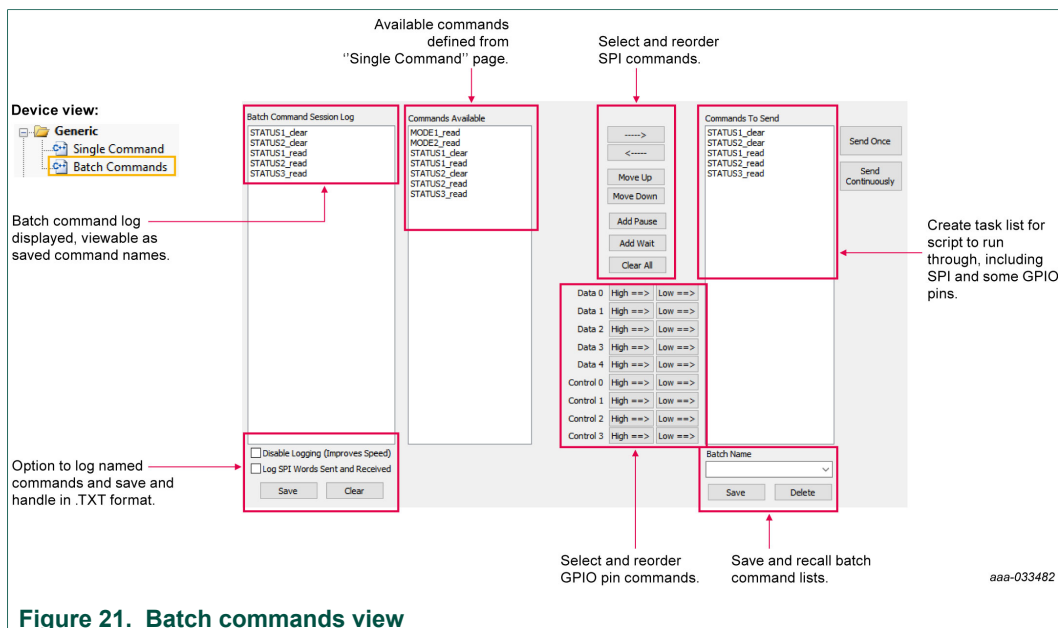 Available commands
defined from
‘‘Single Command’’ page.
Select and reorder
SPI commands.
Device view:
Generic
Single Command
Batch Commands
Batch command log
displayed, viewable as
saved command names.
Option to log named
commands and save and
handle in .TXT format.
Batch Command Session Log
STATUS1_clear
STATUS2_clear
STATUS1_read
STATUS2_read
STATUS3_read
Disable Logging (Improves Speed)
Log SPI Words Sent and Received
Save Clear
Commands Available
MODE1_read
MODE2_read
STATUS1_clear
STATUS1_read
STATUS2_clear
STATUS2_read
STATUS3_read
----->
<-----
Move Up
Move Down
Add Pause
Add Wait
Clear All
Data 0 High ==> Low ==>
Data 1 High ==> Low ==>
Data 2 High ==> Low ==>
Data 3 High ==> Low ==>
Data 4 High ==> Low ==>
Control 0 High ==> Low ==>
Control 1 High ==> Low ==>
Control 2 High ==> Low ==>
Control 3 High ==> Low ==>
Commands To Send
STATUS1_clear
STATUS2_clear
STATUS1_read
STATUS2_read
STATUS3_read
Batch Name
Save Delete
Send Once
Send
Continuously
Create task list for
script to run
through, including
SPI and some GPIO
pins.
Select and reorder
GPIO pin commands.
Save and recall batch
command lists.
aaa-033482
Figure 21. Batch commands view